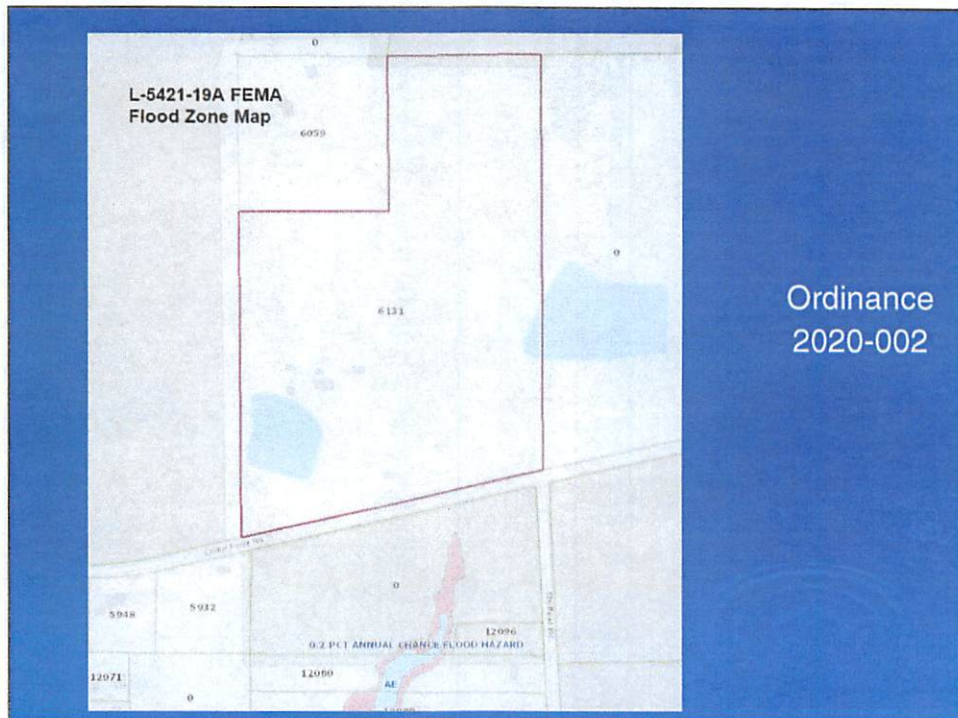 0
L-5421-19A FEMA
Flood Zone Map
6059
0
6131
Ordinance
2020-002
0
5948
5932
12096
0.2 PCT ANNUAL CHANCE FLOOD HAZARD
12071
12080
AE
0